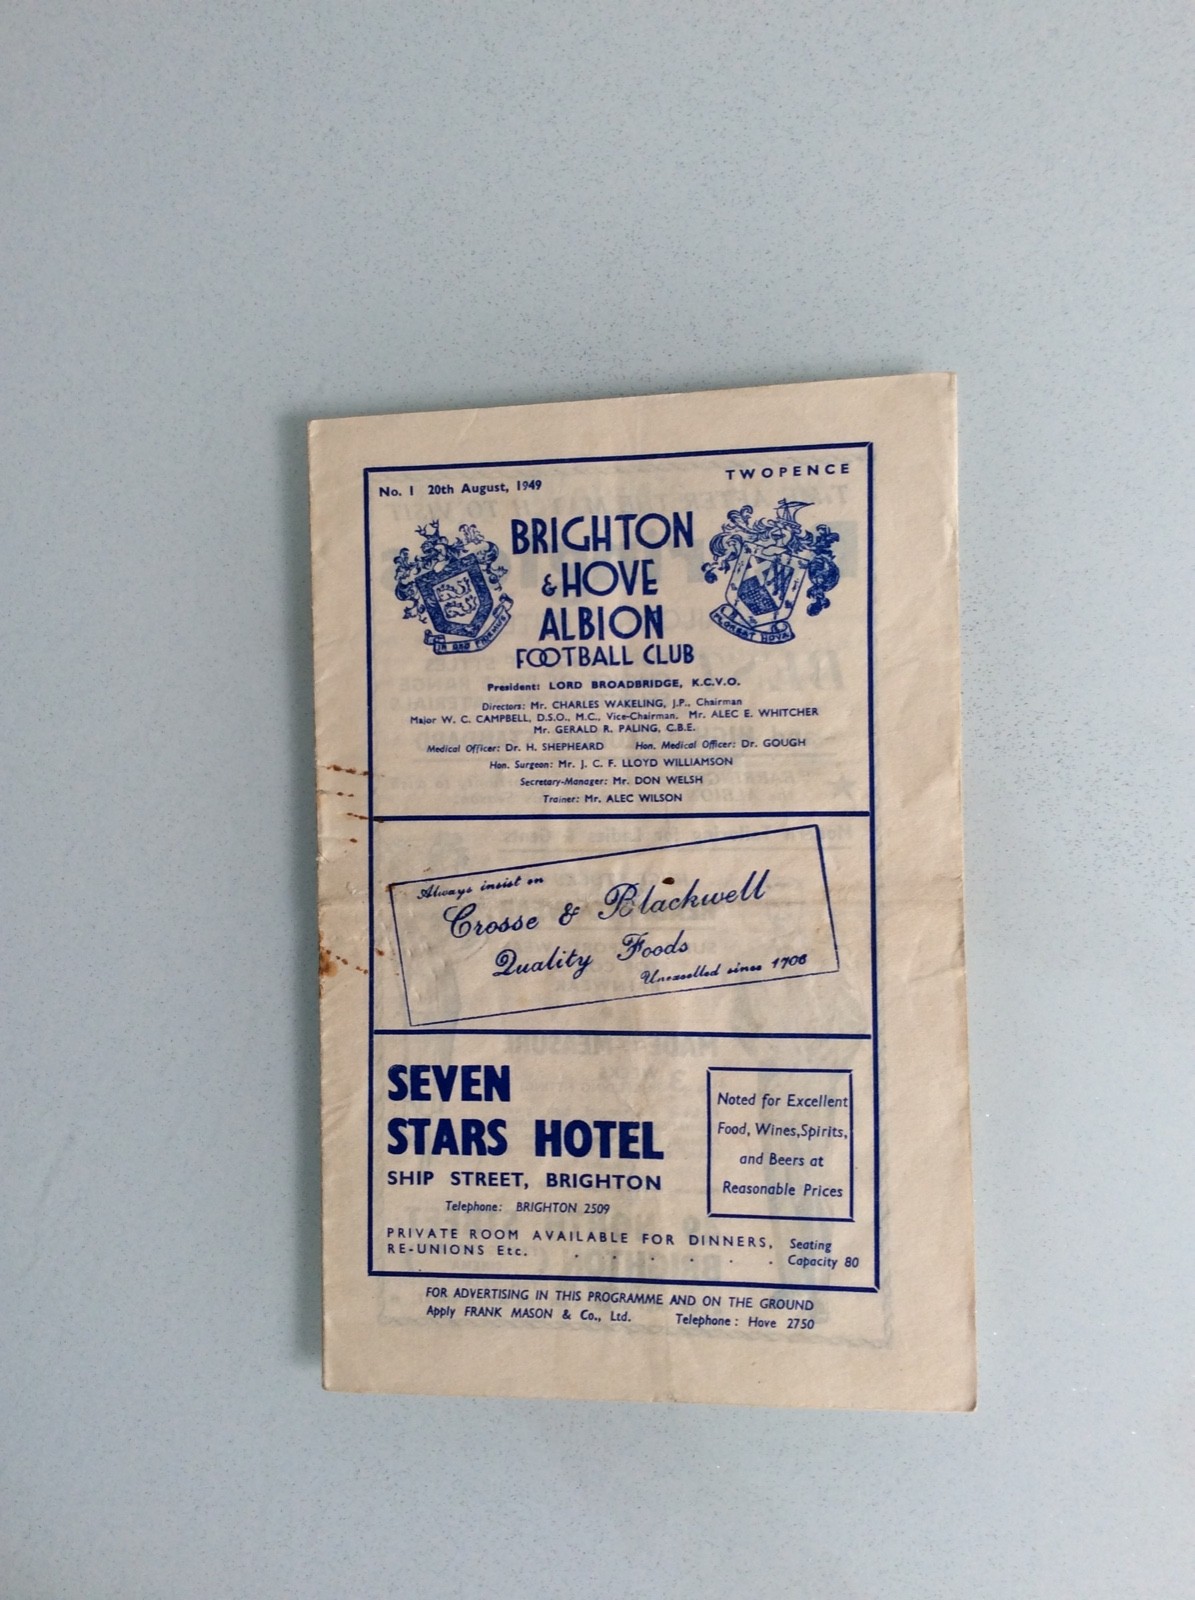 No. 1 20th August, 1949
TWOPENCE
BRIGHTON
& HOVE
ALBION
FOOTBALL CLUB
IN DEO FIDEMUS
FLOREAT HOVA
President: LORD BROADBRIDGE, K.C.V.O.
Directors: Mr. CHARLES WAKELING, J.P., Chairman
Major W. C. CAMPBELL, D.S.O., M.C., Vice-Chairman, Mr. ALEC E. WHITCHER
Mr. GERALD R. PALING, C.B.E.
Medical Officer: Dr. H. SHEPHEARD Hon. Medical Officer: Dr. GOUGH
Hon. Surgeon: Mr. J. C. F. LLOYD WILLIAMSON
Secretary-Manager: Mr. DON WELSH
Trainer: Mr. ALEC WILSON
Always insist on
Crosse & Blackwell
Quality Foods
Unexcelled since 1706
SEVEN
STARS HOTEL
SHIP STREET, BRIGHTON
Telephone: BRIGHTON 2509
Noted for Excellent
Food, Wines, Spirits,
and Beers at
Reasonable Prices
PRIVATE ROOM AVAILABLE FOR DINNERS,
RE-UNIONS Etc. . . . . . .
Seating
Capacity 80
FOR ADVERTISING IN THIS PROGRAMME AND ON THE GROUND
Apply FRANK MASON & Co., Ltd. Telephone: Hove 2750